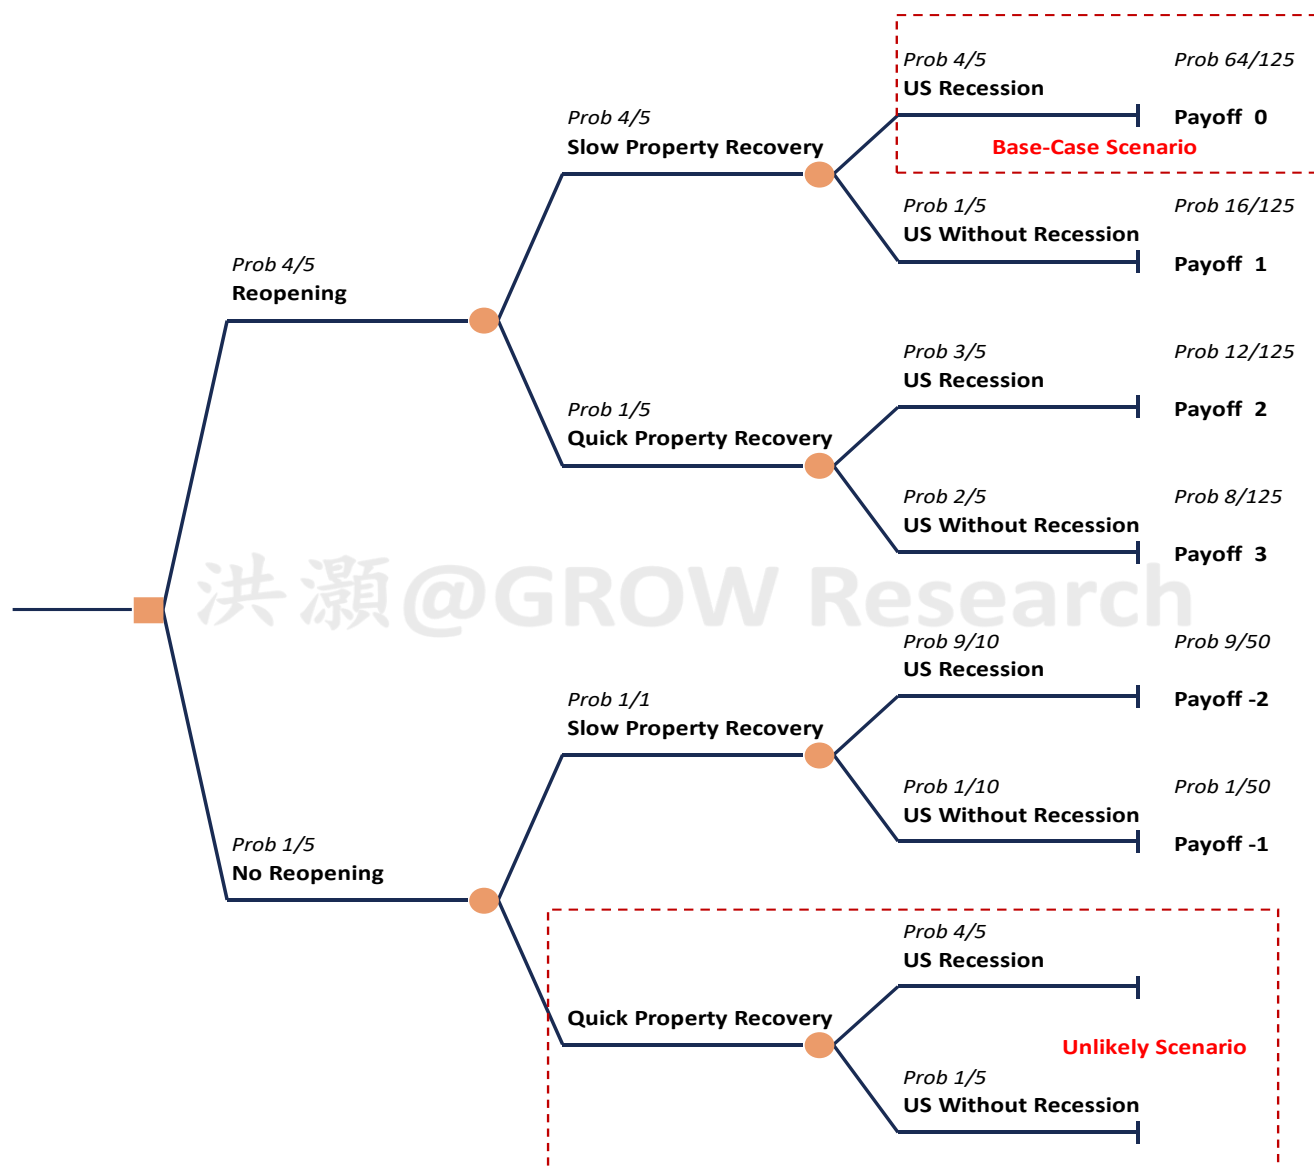 Prob 4/5
US Recession
Prob 64/125
Payoff 0
Base-Case Scenario
Prob 4/5
Slow Property Recovery
Prob 1/5
US Without Recession
Prob 16/125
Payoff 1
Prob 4/5
Reopening
Prob 3/5
US Recession
Prob 12/125
Payoff 2
Prob 1/5
Quick Property Recovery
Prob 2/5
US Without Recession
Prob 8/125
Payoff 3
洪灝@GROW Research
Prob 9/10
US Recession
Prob 9/50
Payoff -2
Prob 1/1
Slow Property Recovery
Prob 1/10
US Without Recession
Prob 1/50
Payoff -1
Prob 1/5
No Reopening
Prob 4/5
US Recession
Quick Property Recovery
Unlikely Scenario
Prob 1/5
US Without Recession